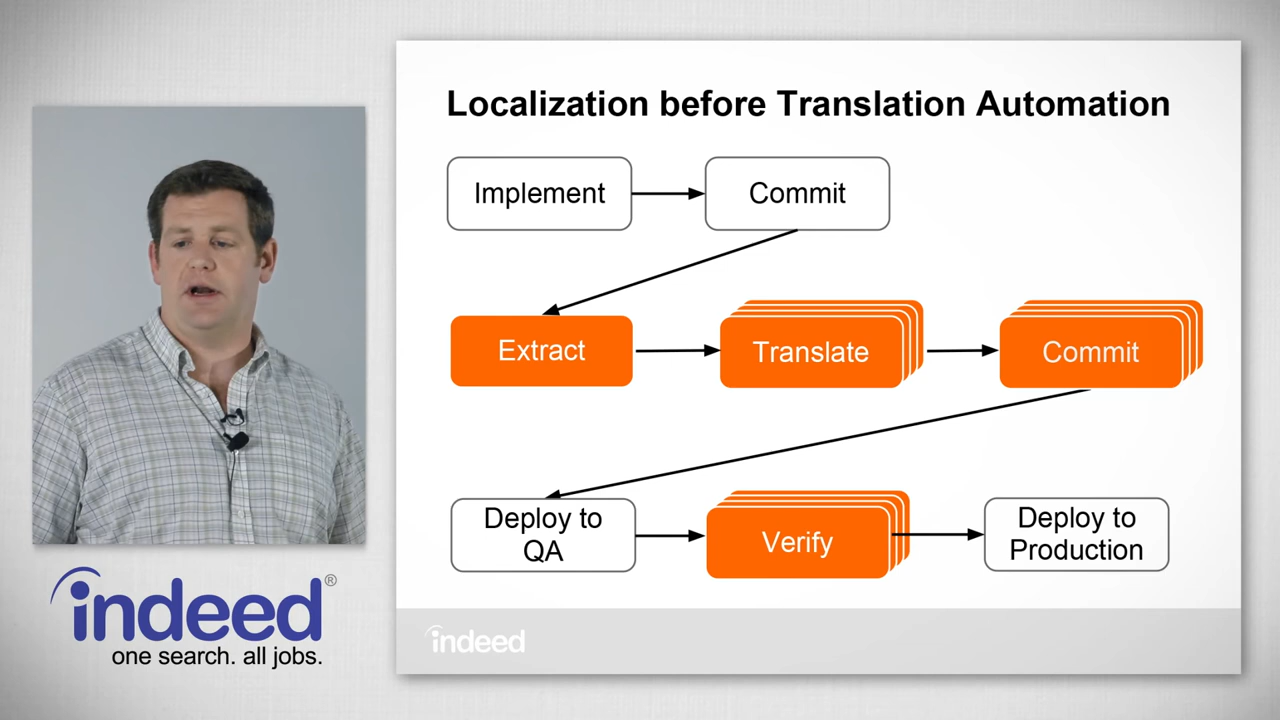 Localization before Translation Automation
Implement
Commit
Extract
Translate
Commit
Deploy to
QA
Verify
Deploy to
Production
indeed®
one search. all jobs.
indeed